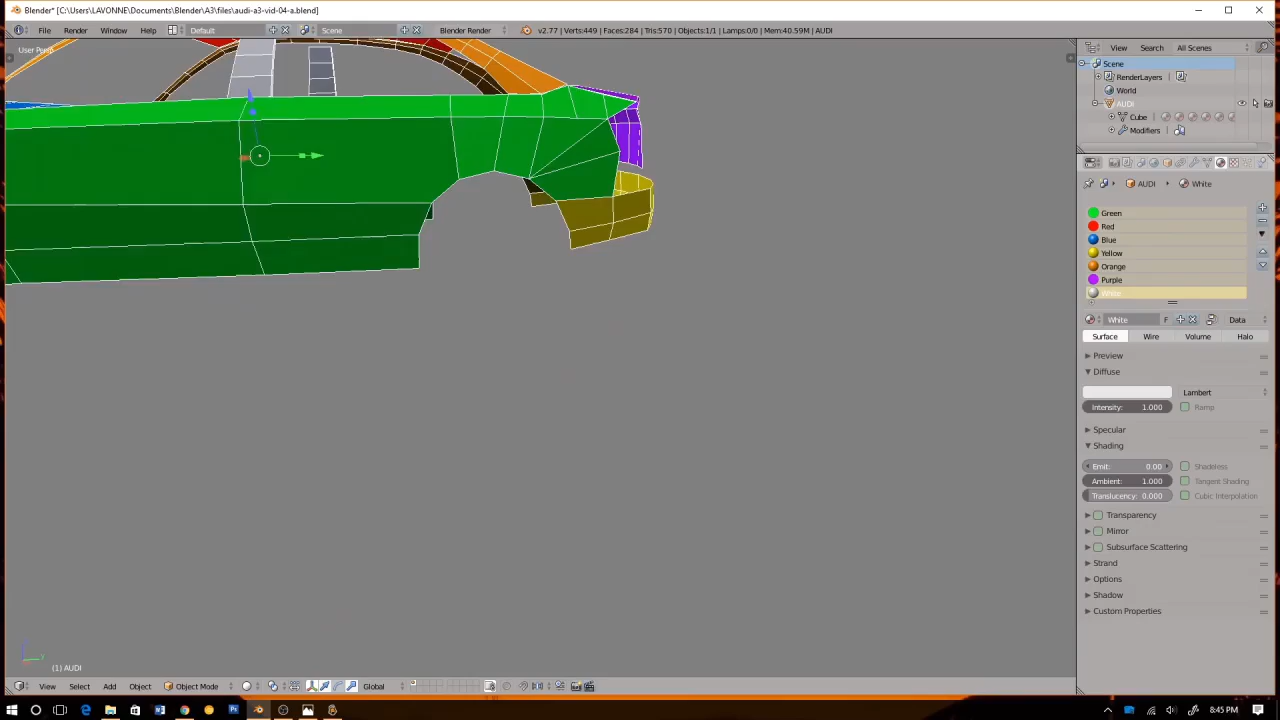 Blender* [C:\Users\LAVONNE\Documents\Blender\A3\files\audi-a3-vid-04-a.blend]
File Render Window Help Default Scene Blender Render v2.77 | Verts:449 | Faces:284 | Tris:570 | Objects:1/1 | Lamps:0/0 | Mem:40.59M | AUDI
User Persp
View Search All Scenes
Scene
RenderLayers
World
AUDI
Cube
Modifiers
AUDI White
Green
Red
Blue
Yellow
Orange
Purple
White
White F Data
Surface Wire Volume Halo
Preview
Diffuse
Lambert
Intensity: 1.000 Ramp
Specular
Shading
Emit: 0.00 Shadeless
Ambient: 1.000 Tangent Shading
Translucency: 0.000 Cubic Interpolation
Transparency
Mirror
Subsurface Scattering
Strand
Options
Shadow
Custom Properties
(1) AUDI
View Select Add Object Object Mode Global
8:45 PM